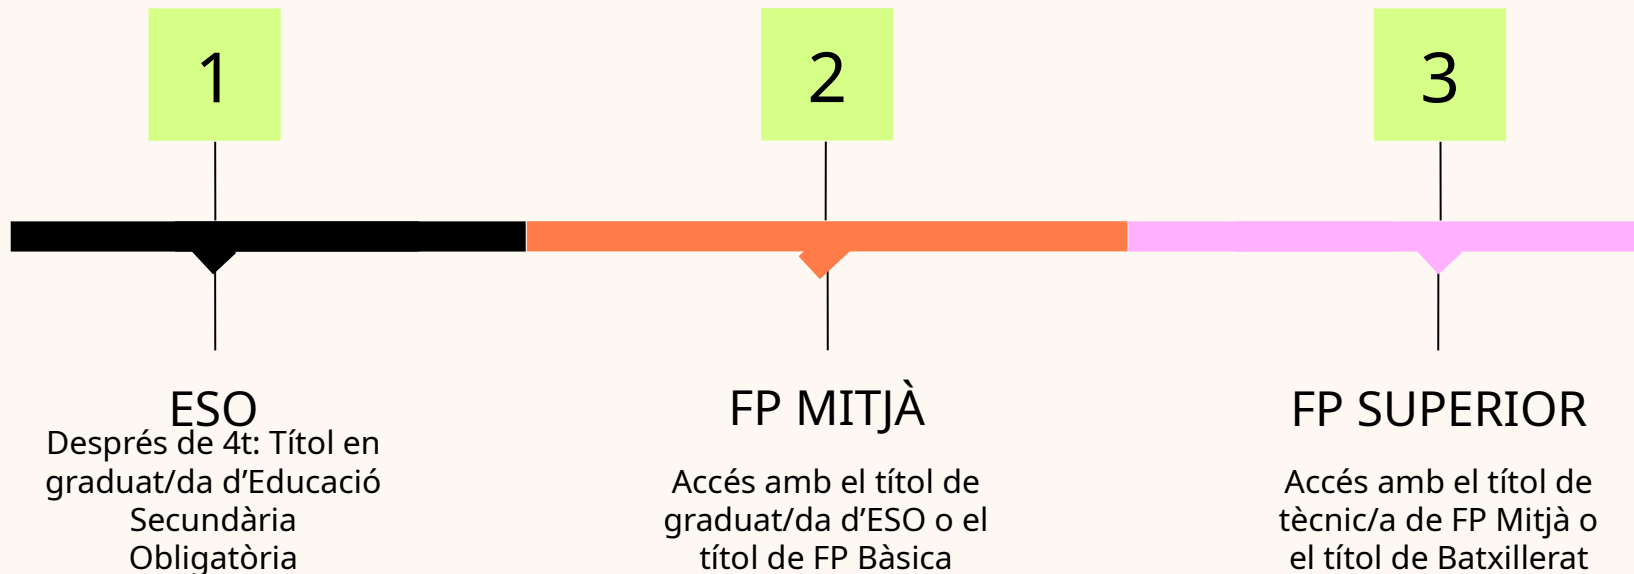 1
2
3
ESO
Després de 4t: Títol en
graduat/da d’Educació
Secundària
Obligatòria
FP MITJÀ
Accés amb el títol de
graduat/da d’ESO o el
títol de FP Bàsica
FP SUPERIOR
Accés amb el títol de
tècnic/a de FP Mitjà o
el títol de Batxillerat